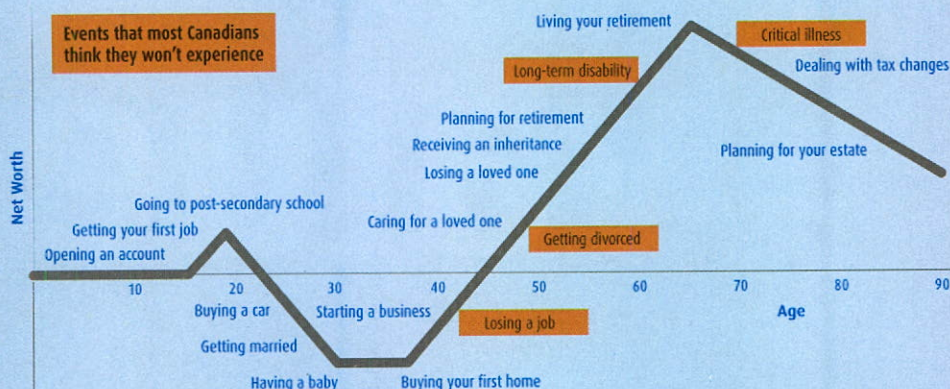 Events that most Canadians
think they won't experience
Living your retirement
Critical illness
Dealing with tax changes
Long-term disability
Planning for retirement
Receiving an inheritance
Planning for your estate
Losing a loved one
Net Worth
Going to post-secondary school
Getting your first job
Caring for a loved one
Getting divorced
Opening an account
10 20 30 40 50 60 70 80 90
Buying a car
Starting a business
Losing a job
Age
Getting married
Having a baby
Buying your first home